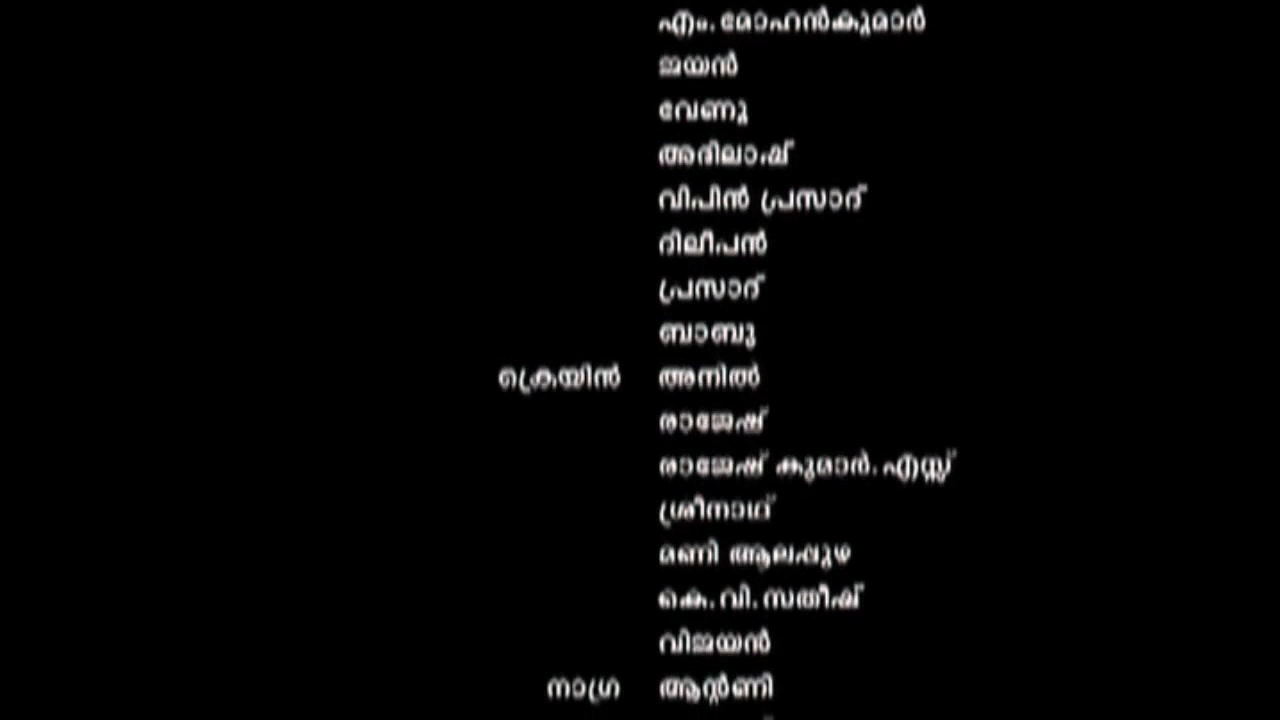 എം. മോഹൻകുമാർ
ജയൻ
വേണു
അഭിലാഷ്
വിപിൻ പ്രസാദ്
ദിലീപൻ
പ്രസാദ്
ബാബു
ക്രെയിൻ അനിൽ
രാജേഷ്
രാജേഷ് കുമാർ. എസ്സ്
ശ്രീനാഥ്
മണി ആലപ്പുഴ
കെ. വി. സതീഷ്
വിജയൻ
നാഗ്ര ആന്റണി